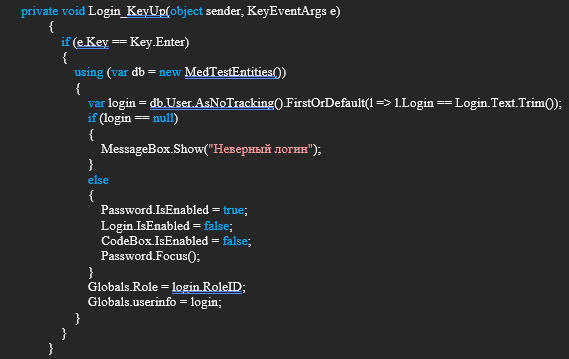 private void Login_KeyUp(object sender, KeyEventArgs e)
{
if (e.Key == Key.Enter)
{
using (var db = new MedTestEntities())
{
var login = db.User.AsNoTracking().FirstOrDefault(l => l.Login == Login.Text.Trim());
if (login == null)
{
MessageBox.Show("Неверный логин");
}
else
{
Password.IsEnabled = true;
Login.IsEnabled = false;
CodeBox.IsEnabled = false;
Password.Focus();
}
Globals.Role = login.RoleID;
Globals.userinfo = login;
}
}
}